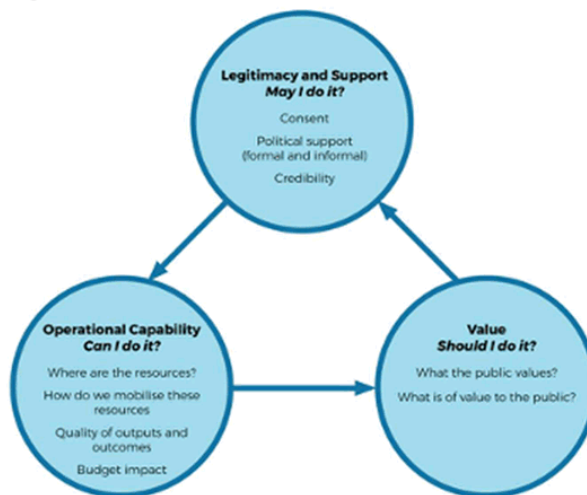 Legitimacy and Support
May I do it?
Consent
Political support
(formal and informal)
Credibility
Operational Capability
Can I do it?
Where are the resources?
How do we mobilise these
resources
Quality of outputs and
outcomes
Budget impact
Value
Should I do it?
What the public values?
What is of value to the public?